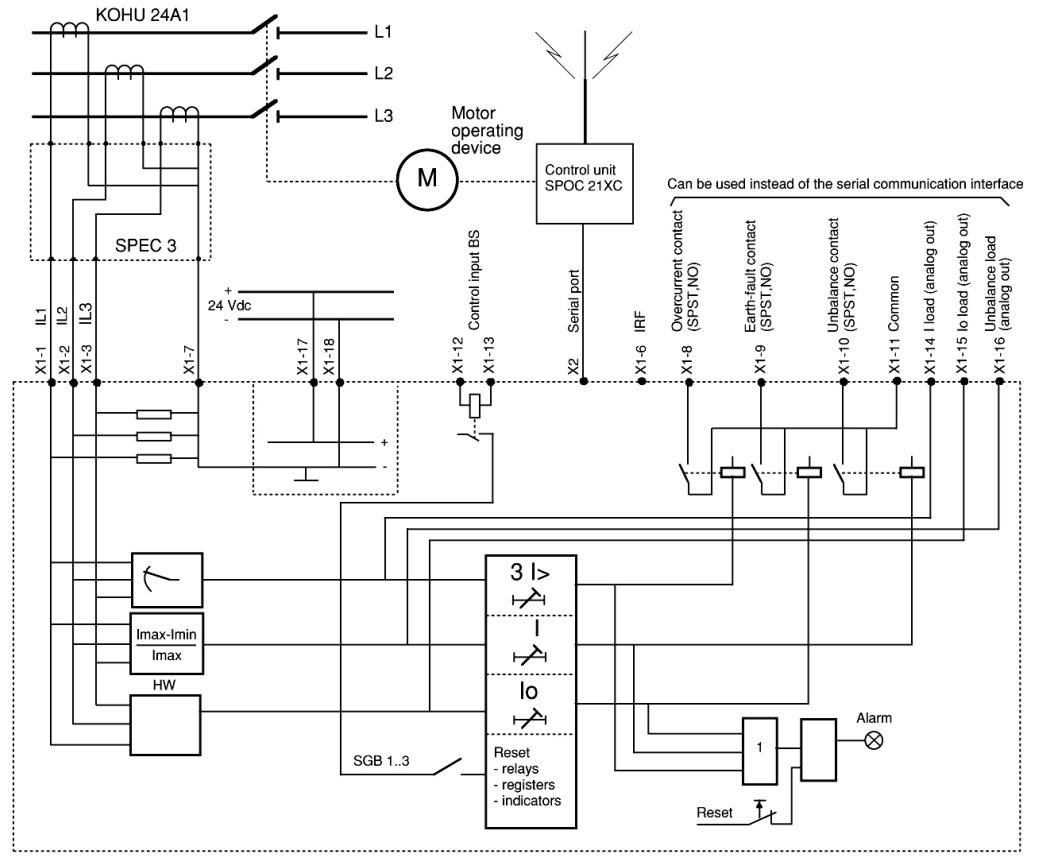 KOHU 24A1
L1
L2
L3
Motor
operating
device
M
Control unit
SPOC 21XC
Can be used instead of the serial communication interface
SPEC 3
+
24 Vdc
-
IL1
IL2
IL3
Control input BS
Serial port
IRF
Overcurrent contact
(SPST,NO)
Earth-fault contact
(SPST,NO)
Unbalance contact
(SPST,NO)
Common
I load (analog out)
Io load (analog out)
Unbalance load
(analog out)
X1-1
X1-2
X1-3
X1-7
X1-17
X1-18
X1-12
X1-13
X2
X1-6
X1-8
X1-9
X1-10
X1-11
X1-14
X1-15
X1-16
+
-
3 I>
I
Imax-Imin
Imax
HW
Io
Reset
- relays
- registers
- indicators
SGB 1..3
1
Alarm
Reset